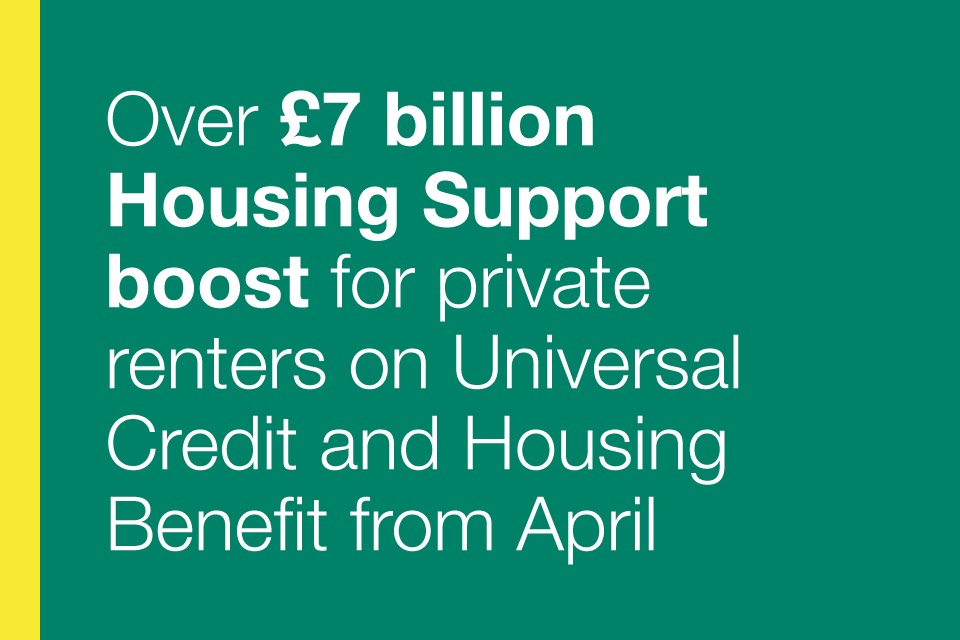 Over £7 billion
Housing Support
boost for private
renters on Universal
Credit and Housing
Benefit from April